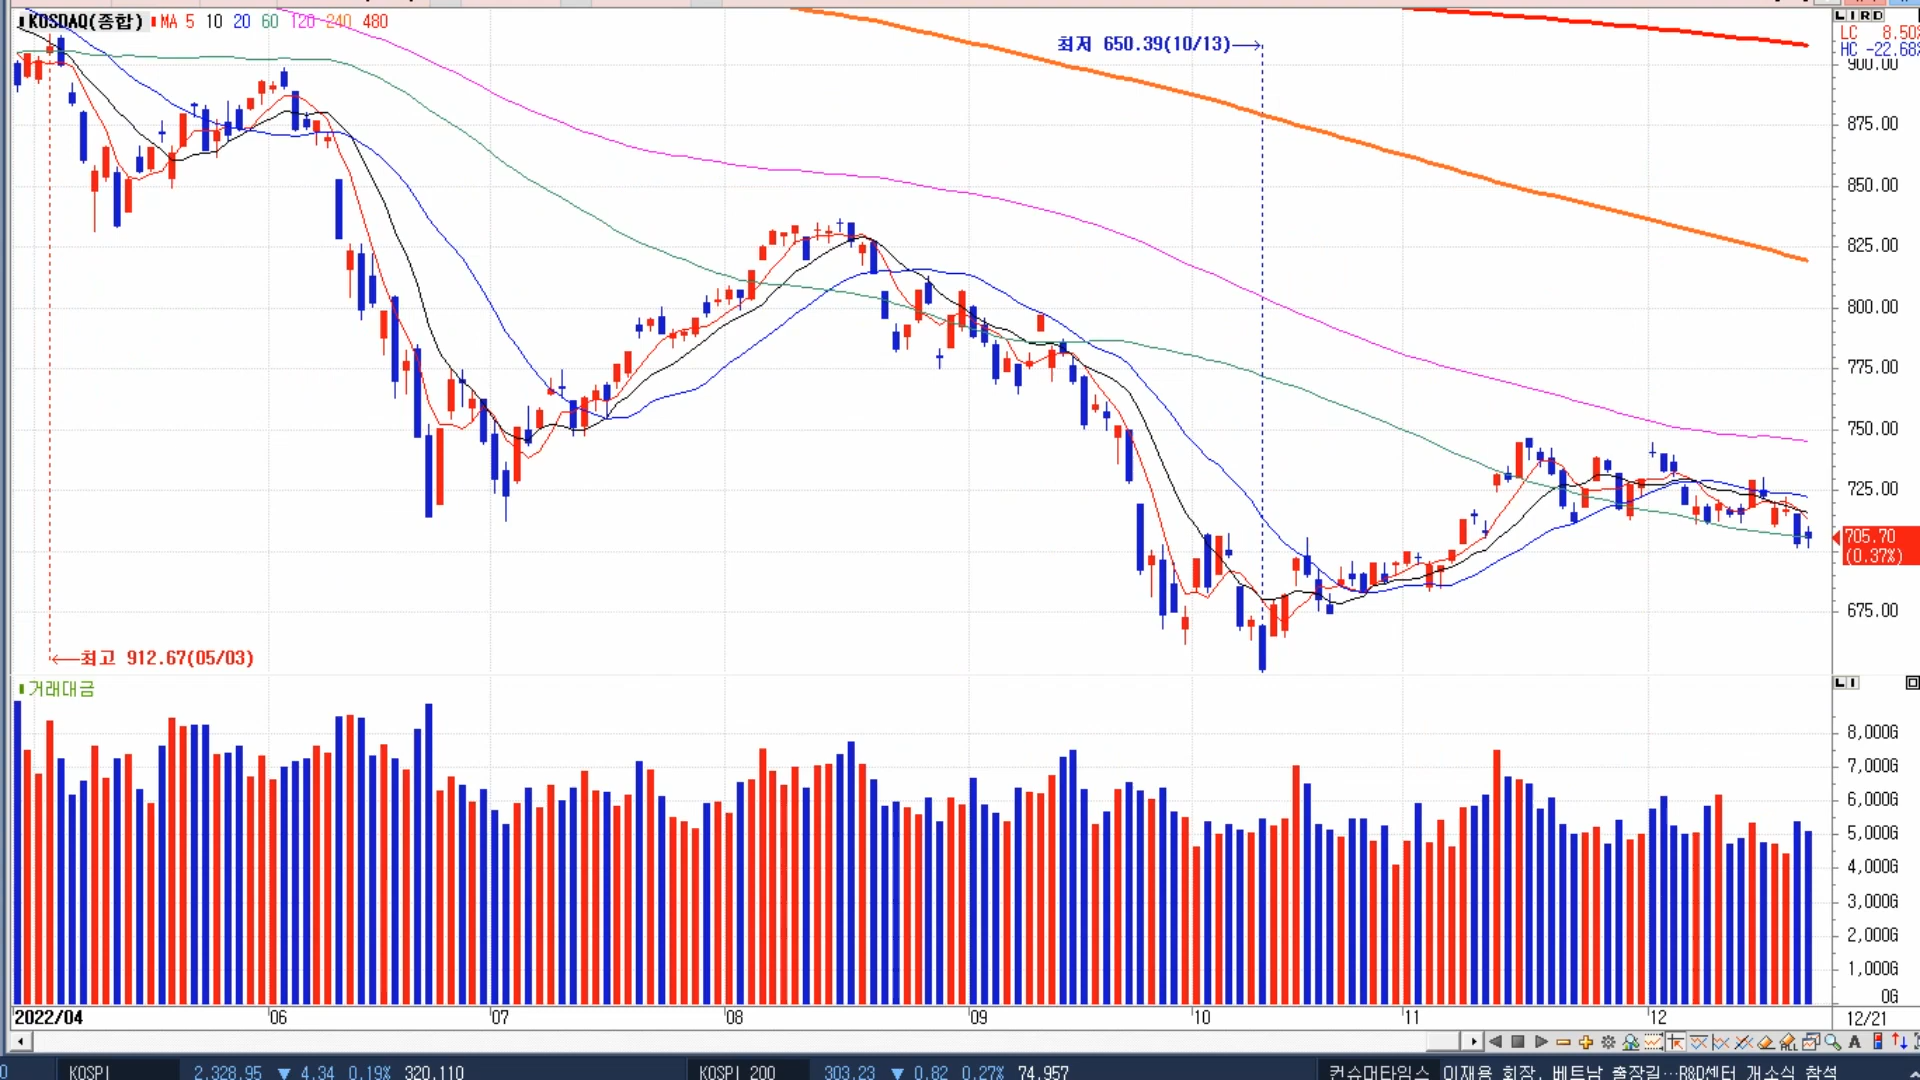 KOSDAQ(종합) MA 5 10 20 60 120 240 480
최저 650.39(10/13)
LC 8.50%
HC -22.68%
900.00
875.00
850.00
825.00
800.00
775.00
750.00
725.00
705.70
(0.37%)
675.00
최고 912.67(05/03)
거래대금
8,000G
7,000G
6,000G
5,000G
4,000G
3,000G
2,000G
1,000G
0G
2022/04 06 07 08 09 10 11 12 12/21
KOSPI 2,328.95 ▼ 4.34 0.19% 320,110 KOSPI 200 303.23 ▼ 0.82 0.27% 74,957 컨슈머타임스 이재용 회장, 베트남 출장길…R&D센터 개소식 참석